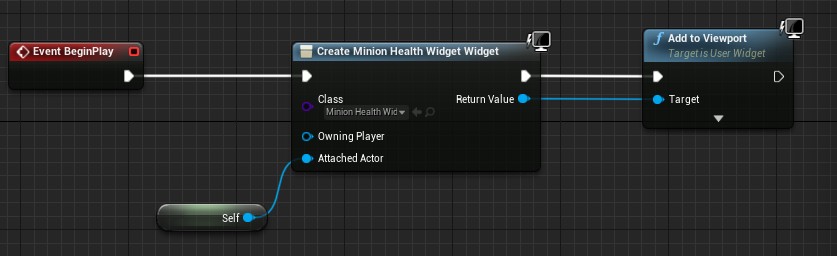 Event BeginPlay
Create Minion Health Widget Widget
Add to Viewport
Target is User Widget
Class
Minion Health Wid
Return Value
Target
Owning Player
Attached Actor
Self